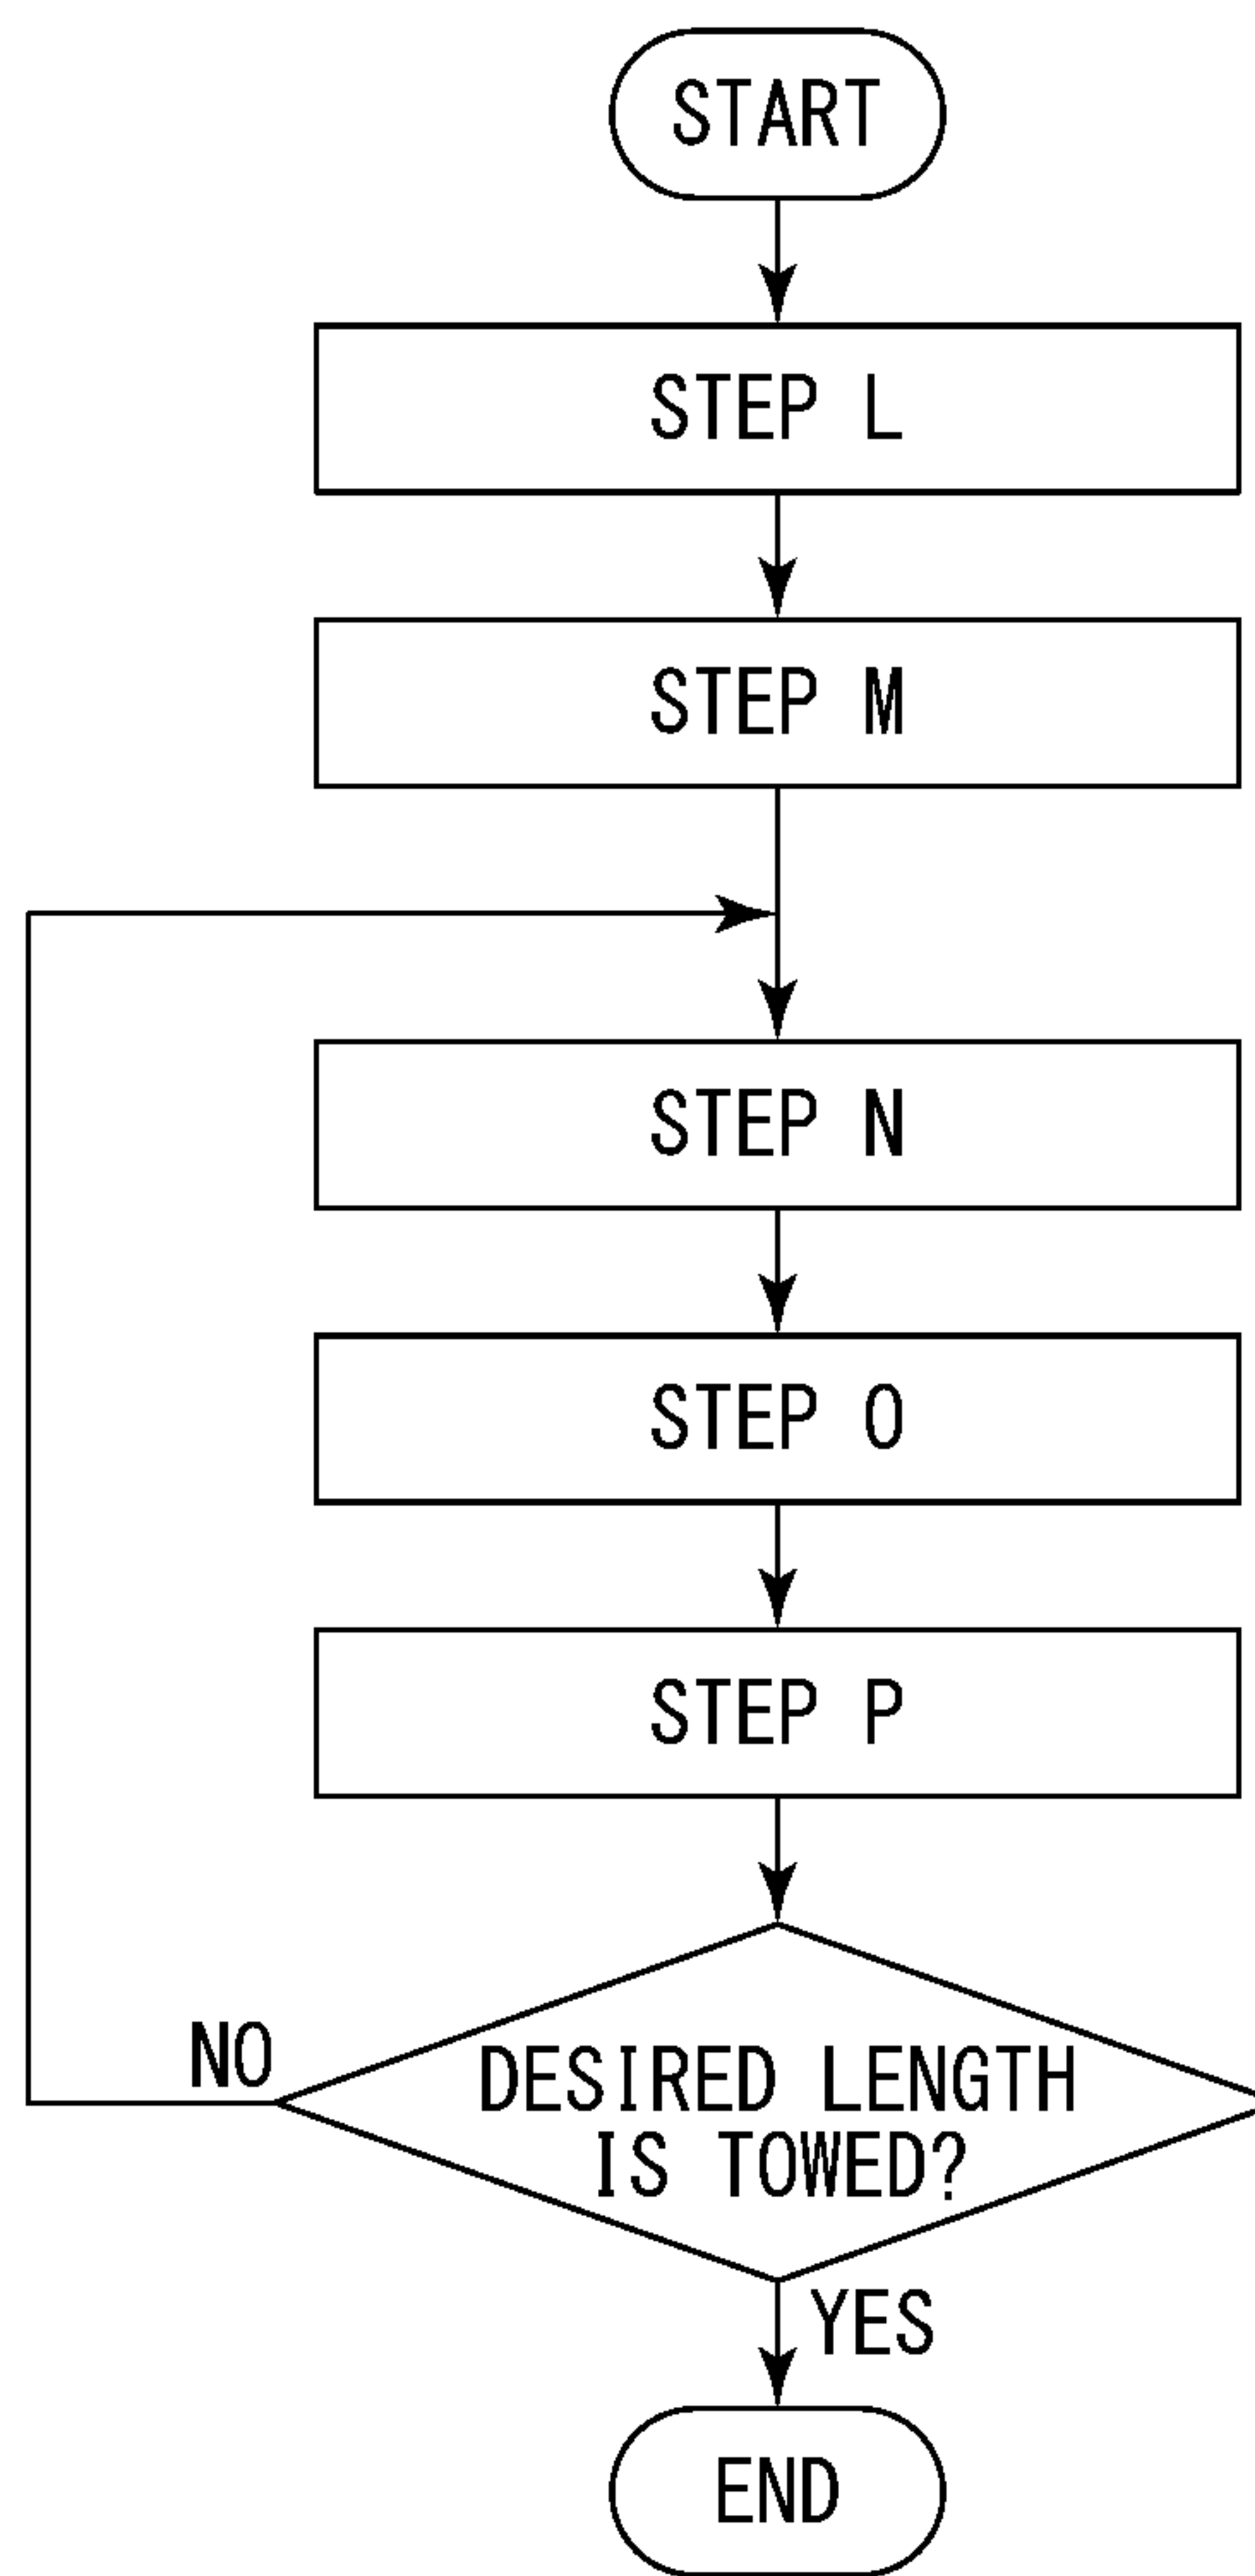 START
STEP L
STEP M
STEP N
STEP O
STEP P
NO
DESIRED LENGTH
IS TOWED?
YES
END